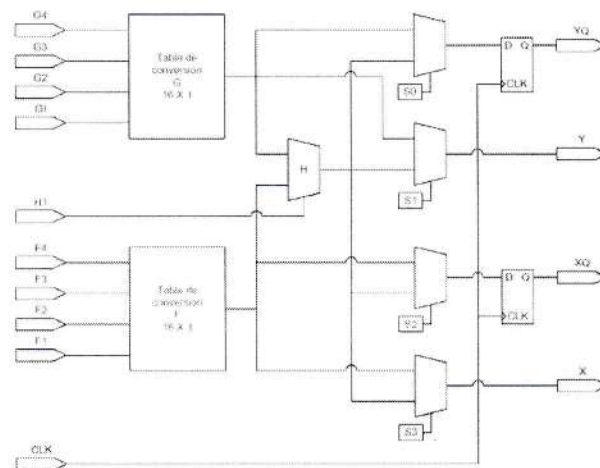 G4
G3
G2
G1
Table de
conversion
G
16 X 1
S0
D Q
CLK
YQ
H
S1
Y
H1
F4
F3
F2
F1
Table de
conversion
F
16 X 1
S2
D Q
CLK
XQ
S3
X
CLK